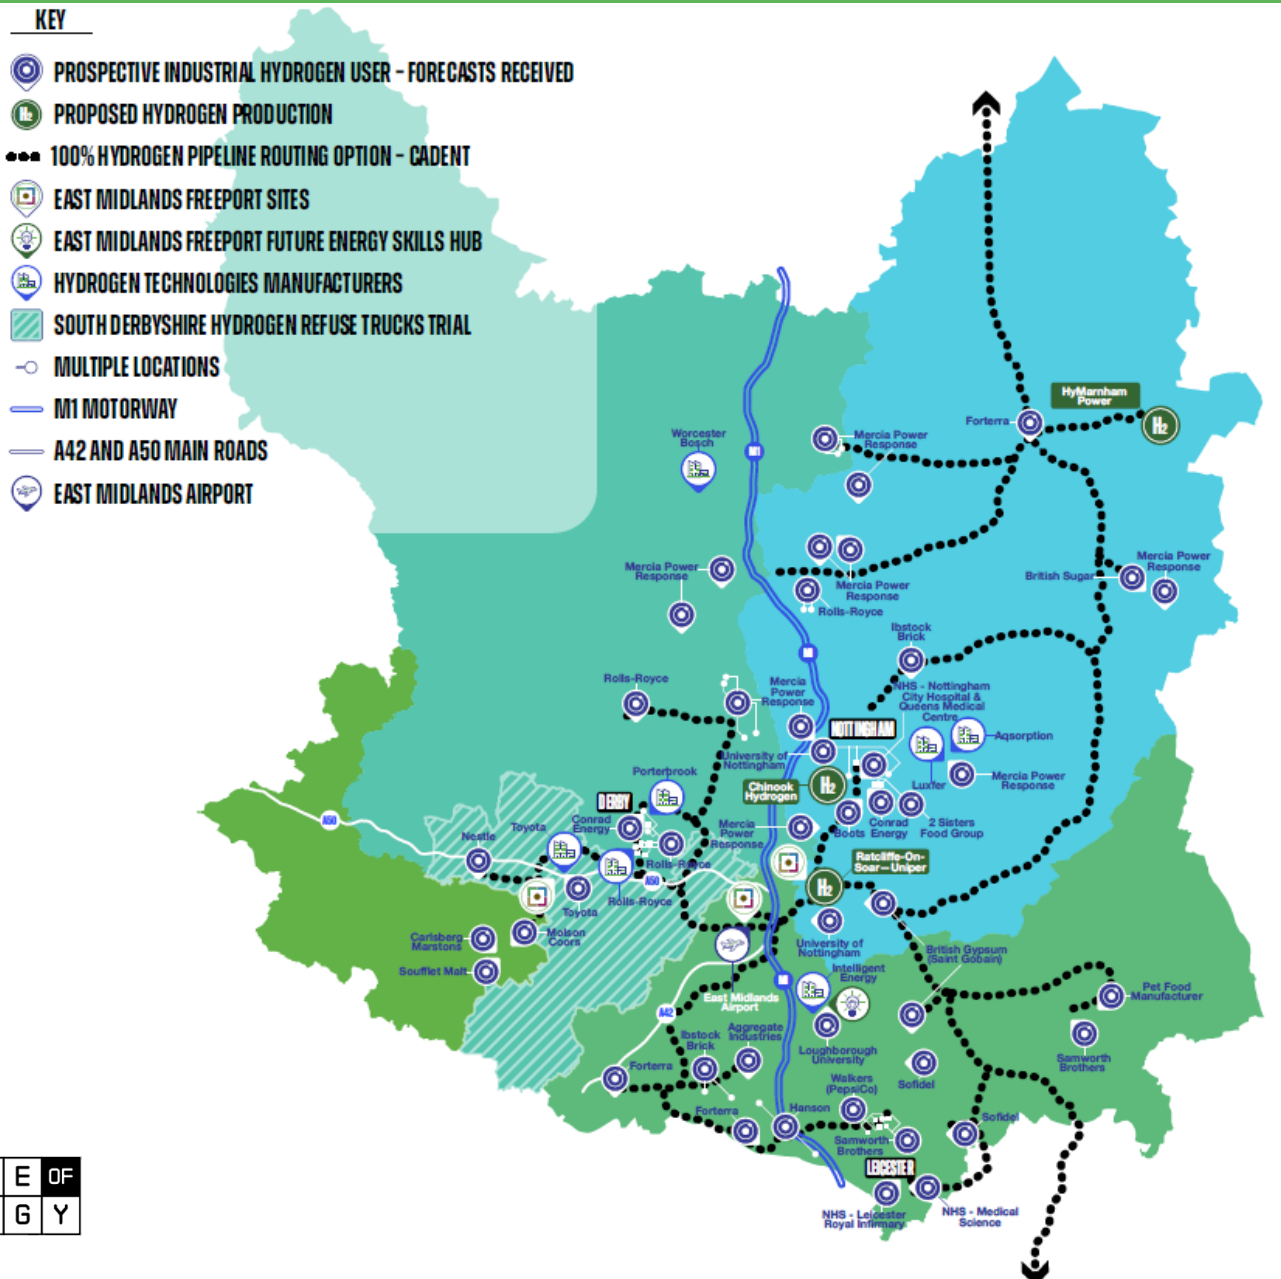 KEY
PROSPECTIVE INDUSTRIAL HYDROGEN USER – FORECASTS RECEIVED
PROPOSED HYDROGEN PRODUCTION
100% HYDROGEN PIPELINE ROUTING OPTION – CADENT
EAST MIDLANDS FREEPORT SITES
EAST MIDLANDS FREEPORT FUTURE ENERGY SKILLS HUB
HYDROGEN TECHNOLOGIES MANUFACTURERS
SOUTH DERBYSHIRE HYDROGEN REFUSE TRUCKS TRIAL
MULTIPLE LOCATIONS
M1 MOTORWAY
A42 AND A50 MAIN ROADS
EAST MIDLANDS AIRPORT
H2
HyMarnham
Power
H2
Forterra
Worcester
Bosch
Mercia Power
Response
Mercia Power
Response
Mercia Power
Response
Rolls-Royce
British Sugar
Mercia Power
Response
Ibstock
Brick
Rolls-Royce
Mercia
Power
Response
NHS - Nottingham
City Hospital &
Queens Medical
Centre
NOTTINGHAM
Aqsorption
University of
Nottingham
Luxfer
Mercia Power
Response
Chinook
Hydrogen
H2
Porterbrook
DERBY
Conrad
Energy
Toyota
Nestle
A50
Mercia
Power
Response
Boots
Conrad
Energy
2 Sisters
Food Group
Ratcliffe-On-
Soar—Uniper
H2
Rolls-Royce
A50
Rolls-Royce
Toyota
Molson
Coors
Carlsberg
Marstons
Soufflet Malt
University of
Nottingham
British Gypsum
(Saint Gobain)
Intelligent
Energy
East Midlands
Airport
A42
Pet Food
Manufacturer
Samworth
Brothers
Loughborough
University
Ibstock
Brick
Aggregate
Industries
Forterra
Sofidel
Walkers
(PepsiCo)
Forterra
Hanson
Samworth
Brothers
Sofidel
LEICESTER
NHS - Leicester
Royal Infirmary
NHS - Medical
Science
E OF
G Y